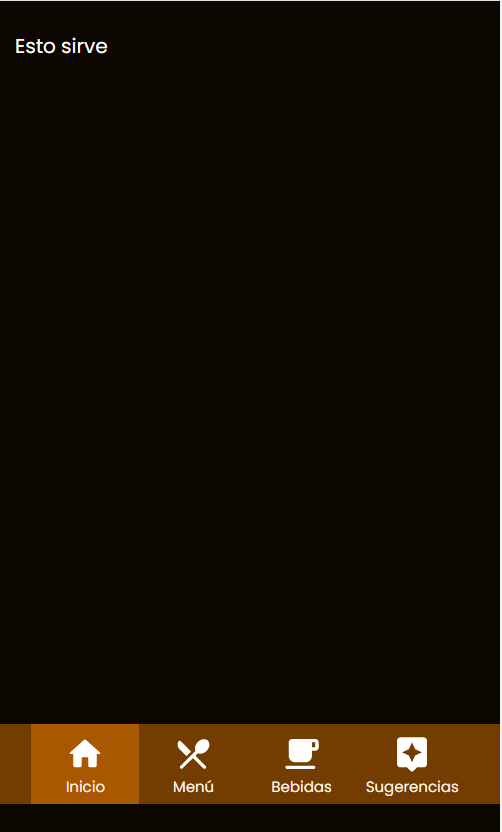 Esto sirve
Inicio
Menú
Bebidas
Sugerencias